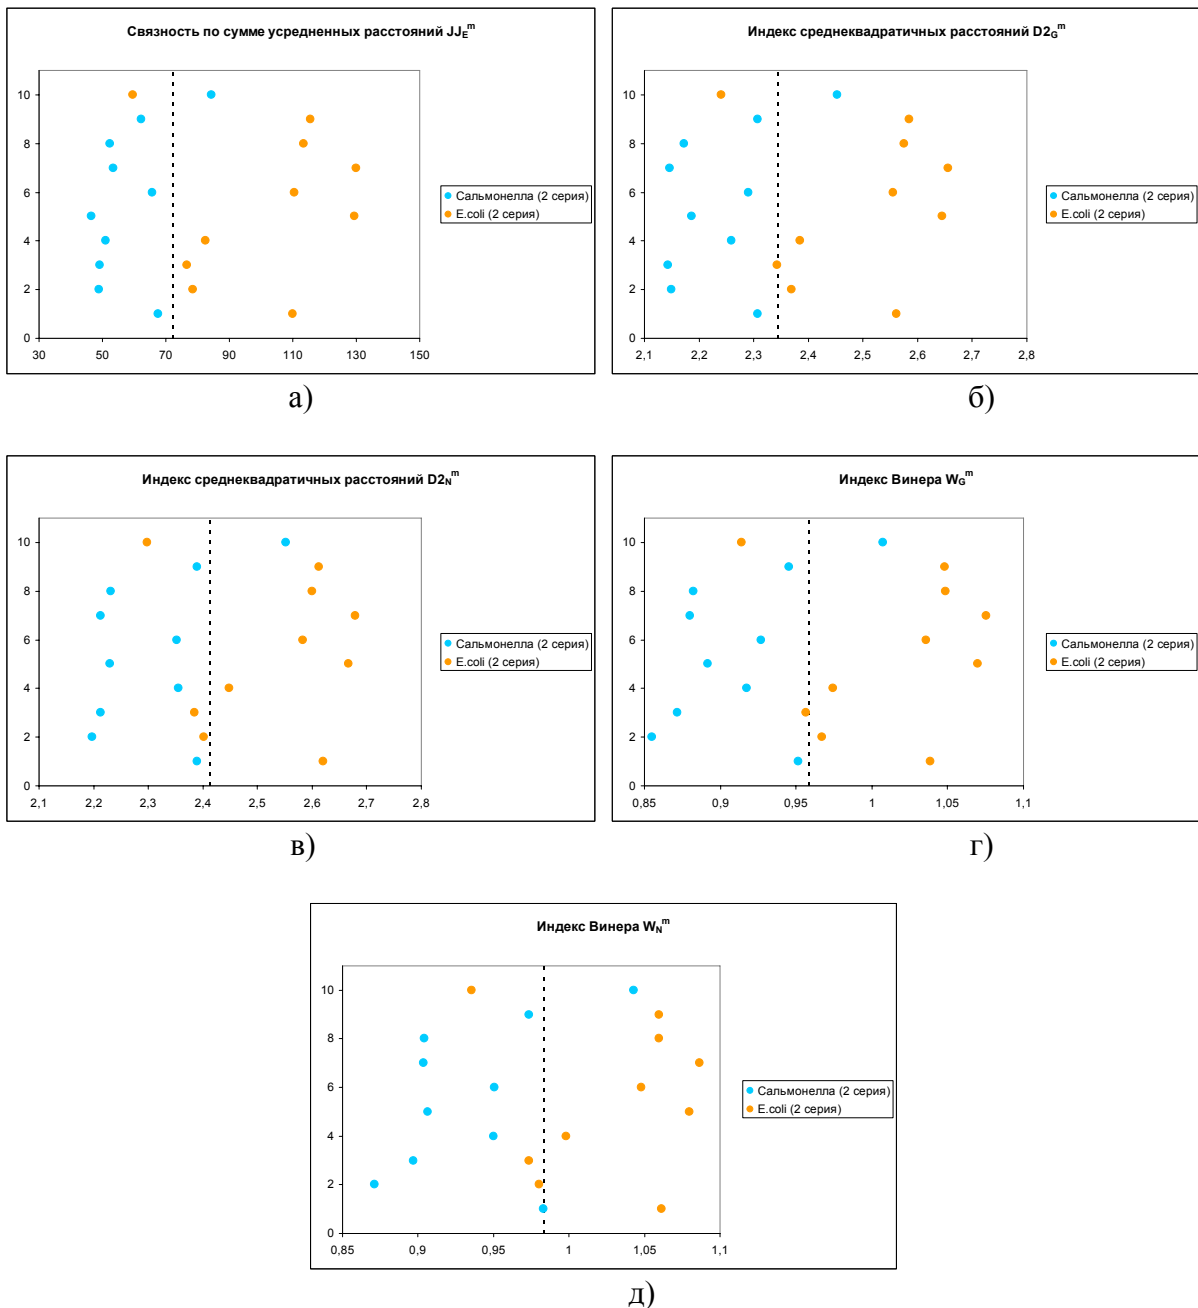 Связность по сумме усредненных расстояний JJ_E^m
10
8
6
4
2
0
30 50 70 90 110 130 150
Сальмонелла (2 серия)
E.coli (2 серия)
а)
Индекс среднеквадратичных расстояний D2_G^m
10
8
6
4
2
0
2,1 2,2 2,3 2,4 2,5 2,6 2,7 2,8
Сальмонелла (2 серия)
E.coli (2 серия)
б)
Индекс среднеквадратичных расстояний D2_N^m
10
8
6
4
2
0
2,1 2,2 2,3 2,4 2,5 2,6 2,7 2,8
Сальмонелла (2 серия)
E.coli (2 серия)
в)
Индекс Винера W_G^m
10
8
6
4
2
0
0,85 0,9 0,95 1 1,05 1,1
Сальмонелла (2 серия)
E.coli (2 серия)
г)
Индекс Винера W_N^m
10
8
6
4
2
0
0,85 0,9 0,95 1 1,05 1,1
Сальмонелла (2 серия)
E.coli (2 серия)
д)